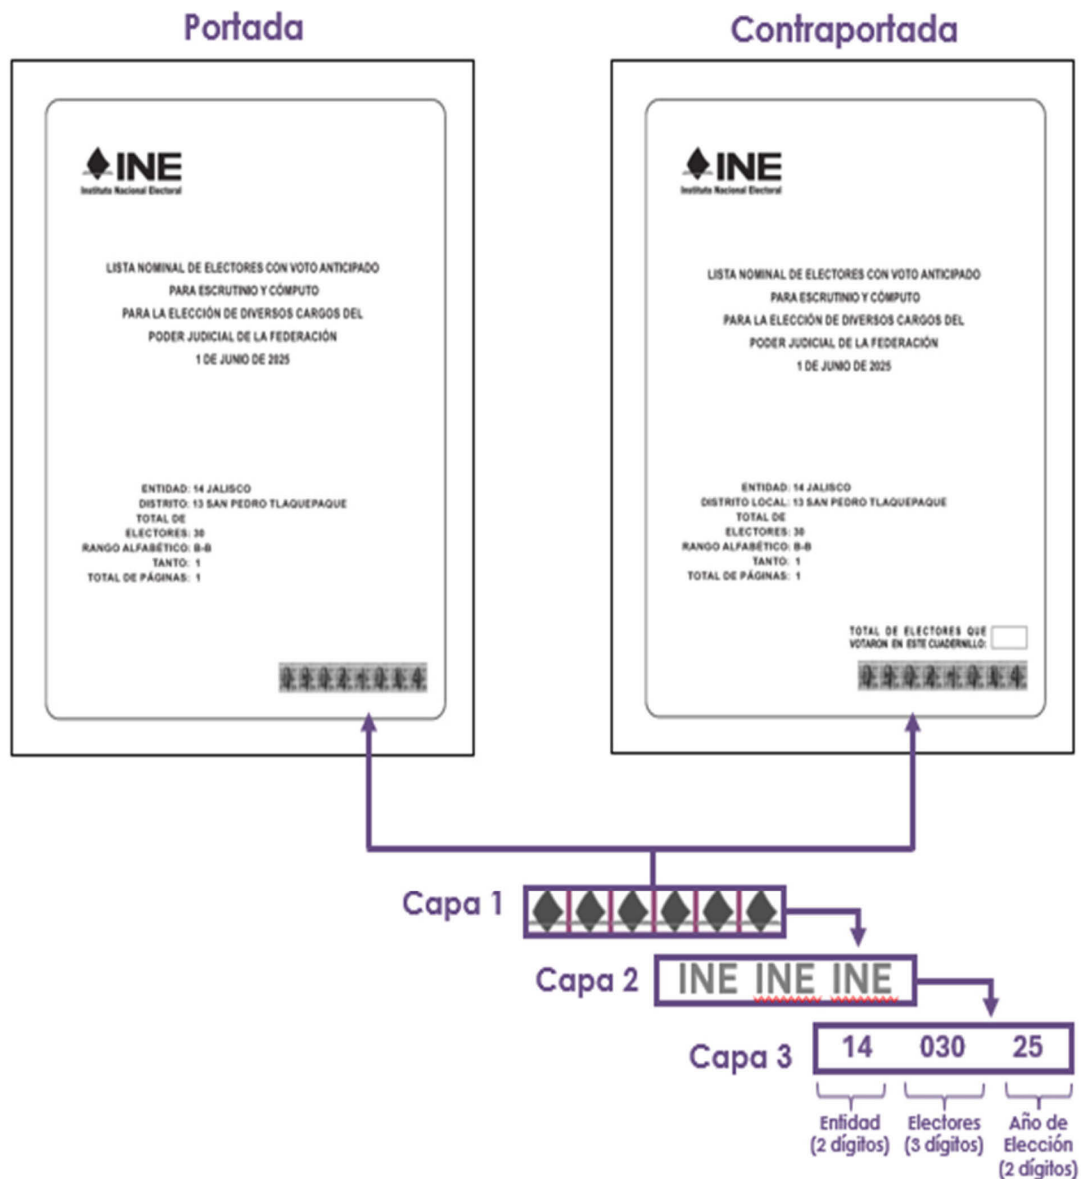 Portada
INE
Instituto Nacional Electoral
LISTA NOMINAL DE ELECTORES CON VOTO ANTICIPADO
PARA ESCRUTINIO Y CÓMPUTO
PARA LA ELECCIÓN DE DIVERSOS CARGOS DEL
PODER JUDICIAL DE LA FEDERACIÓN
1 DE JUNIO DE 2025
ENTIDAD: 14 JALISCO
DISTRITO: 13 SAN PEDRO TLAQUEPAQUE
TOTAL DE
ELECTORES: 30
RANGO ALFABÉTICO: B-B
TANTO: 1
TOTAL DE PÁGINAS: 1
Contraportada
INE
Instituto Nacional Electoral
LISTA NOMINAL DE ELECTORES CON VOTO ANTICIPADO
PARA ESCRUTINIO Y CÓMPUTO
PARA LA ELECCIÓN DE DIVERSOS CARGOS DEL
PODER JUDICIAL DE LA FEDERACIÓN
1 DE JUNIO DE 2025
ENTIDAD: 14 JALISCO
DISTRITO LOCAL: 13 SAN PEDRO TLAQUEPAQUE
TOTAL DE
ELECTORES: 30
RANGO ALFABÉTICO: B-B
TANTO: 1
TOTAL DE PÁGINAS: 1
TOTAL DE ELECTORES QUE
VOTARON EN ESTE CUADERNILLO:
Capa 1
Capa 2 INE INE INE
Capa 3 14 030 25
Entidad Electores Año de
(2 dígitos) (3 dígitos) Elección
(2 dígitos)